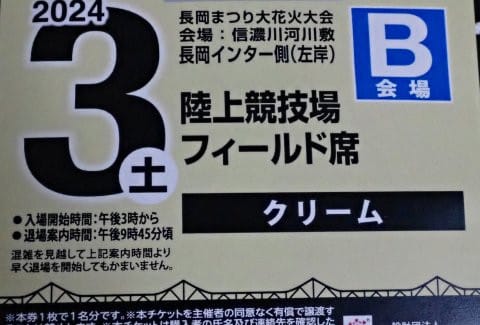 2024
3
土
長岡まつり大花火大会
会場：信濃川河川敷
長岡インター側(左岸)
B
会場
陸上競技場
フィールド席
クリーム
●入場開始時間：午後3時から
●退場案内時間：午後9時45分頃
混雑を見越して上記案内時間より
早く退場を開始してもかまいません。
※本券1枚で1名分です。※本チケットを主催者の同意なく有償で譲渡す